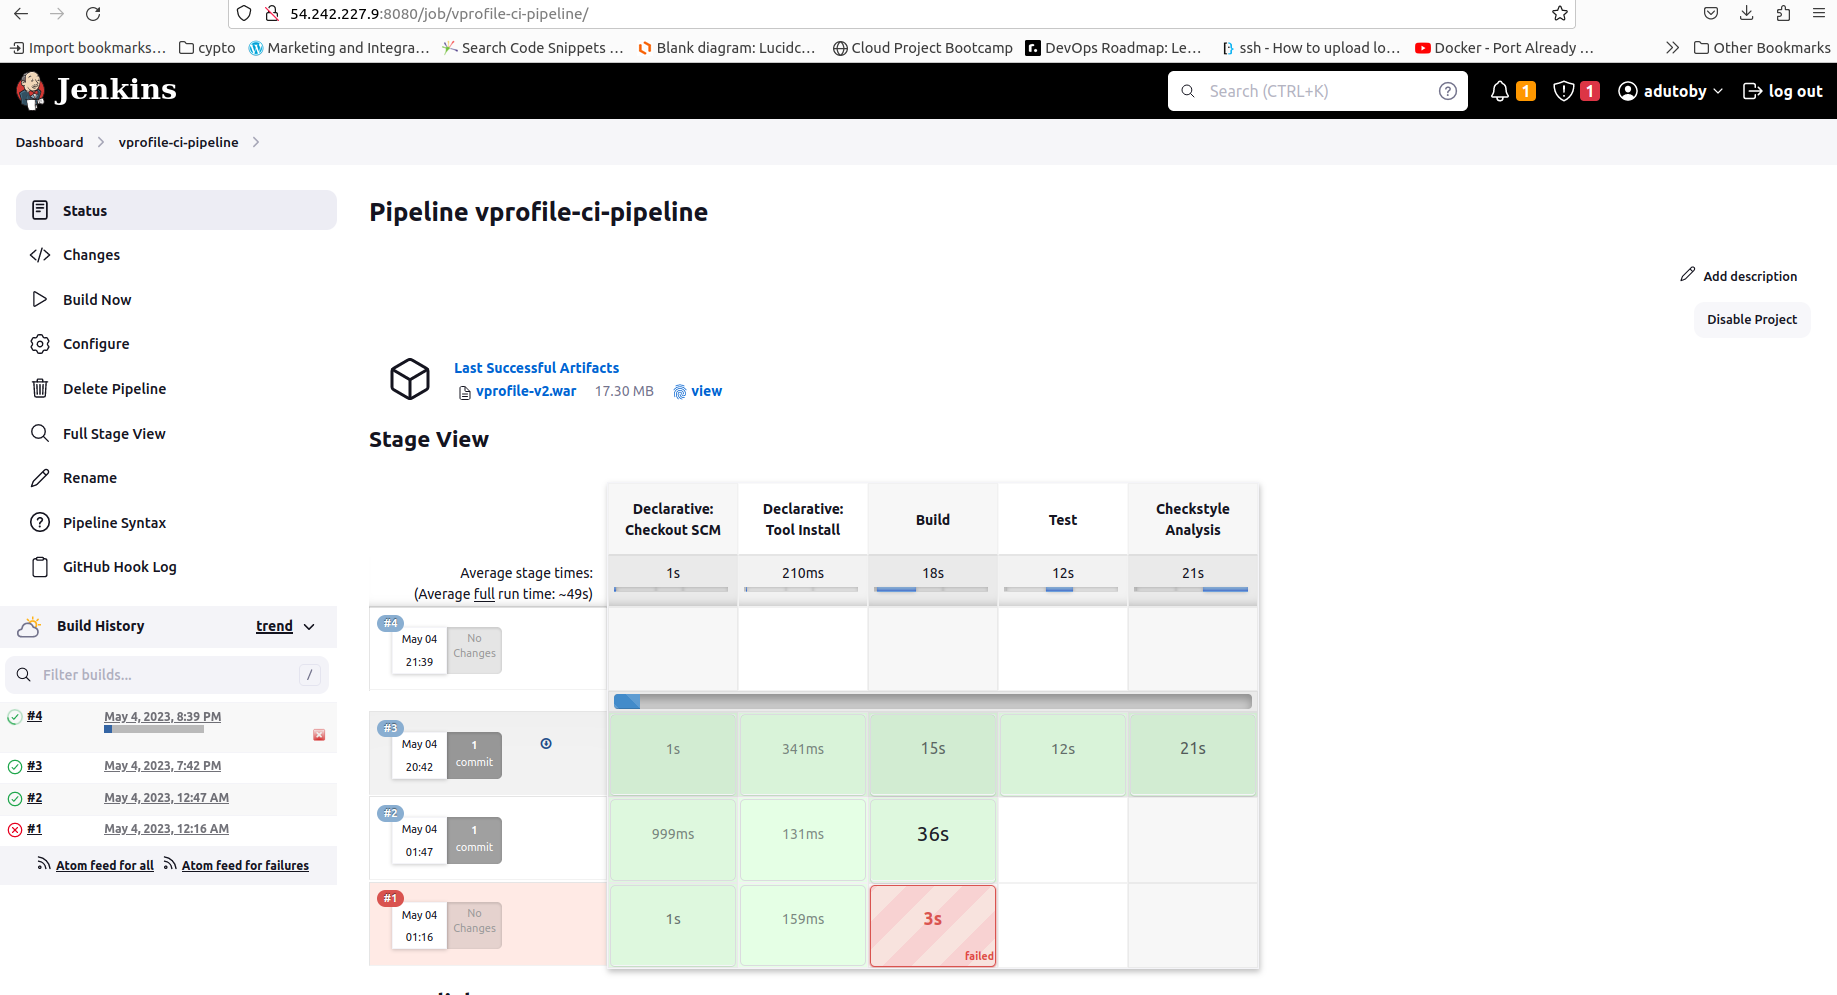 54.242.227.9:8080/job/vprofile-ci-pipeline/
Import bookmarks... cypto Marketing and Integra... Search Code Snippets ... Blank diagram: Lucidc... Cloud Project Bootcamp DevOps Roadmap: Le... ssh - How to upload lo... Docker - Port Already ... Other Bookmarks
Jenkins Search (CTRL+K) ? 1 1 adutoby log out
Dashboard vprofile-ci-pipeline
Status
Changes
Build Now
Configure
Delete Pipeline
Full Stage View
Rename
Pipeline Syntax
GitHub Hook Log
Build History trend
Filter builds... /
#4 May 4, 2023, 8:39 PM
#3 May 4, 2023, 7:42 PM
#2 May 4, 2023, 12:47 AM
#1 May 4, 2023, 12:16 AM
Atom feed for all Atom feed for failures
Pipeline vprofile-ci-pipeline
Add description
Disable Project
Last Successful Artifacts
vprofile-v2.war 17.30 MB view
Stage View
Declarative: Declarative: Build Test Checkstyle
Checkout SCM Tool Install Analysis
Average stage times: 1s 210ms 18s 12s 21s
(Average full run time: ~49s)
#4
May 04 No
21:39 Changes
#3
May 04 1 1s 341ms 15s 12s 21s
20:42 commit
#2
May 04 1 999ms 131ms 36s
01:47 commit
#1
May 04 No 1s 159ms 3s
01:16 Changes
failed